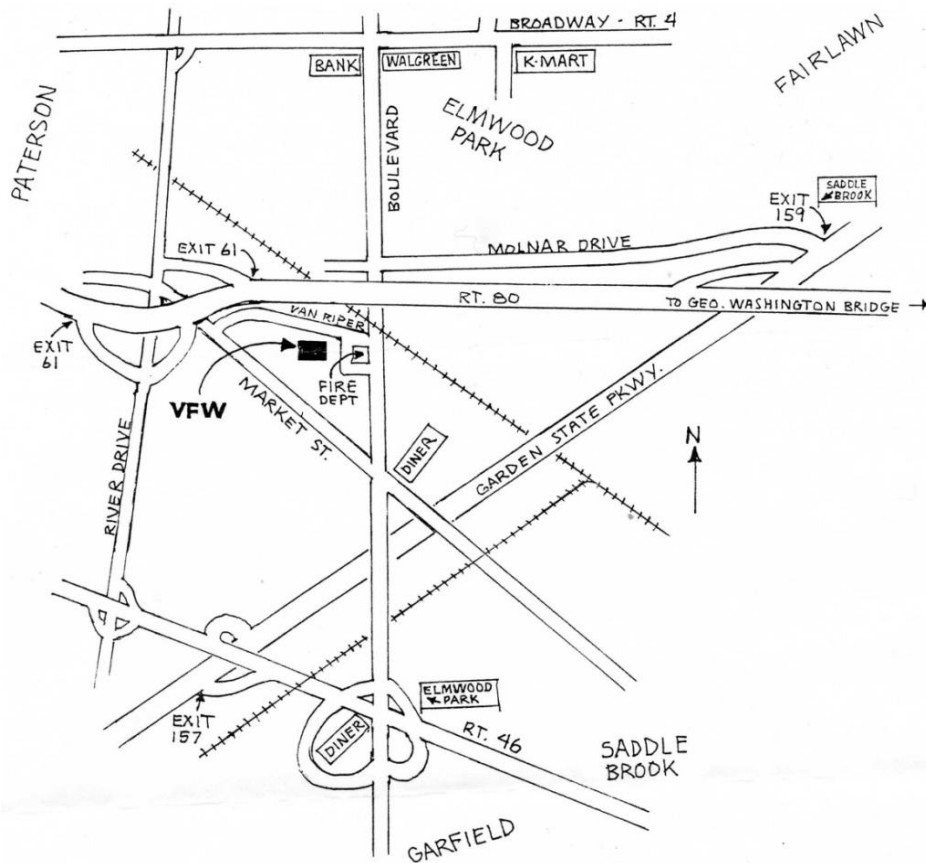 BROADWAY - RT. 4
BANK
WALGREEN
K-MART
FAIRLAWN
PATERSON
ELMWOOD
PARK
BOULEVARD
SADDLE
BROOK
EXIT
159
MOLNAR DRIVE
EXIT 61
RT. 80
TO GEO. WASHINGTON BRIDGE
VAN RIPER
EXIT
61
FIRE
DEPT
VFW
MARKET ST.
DINER
GARDEN STATE PKWY.
N
RIVER DRIVE
ELMWOOD
PARK
EXIT
157
DINER
RT. 46
SADDLE
BROOK
GARFIELD